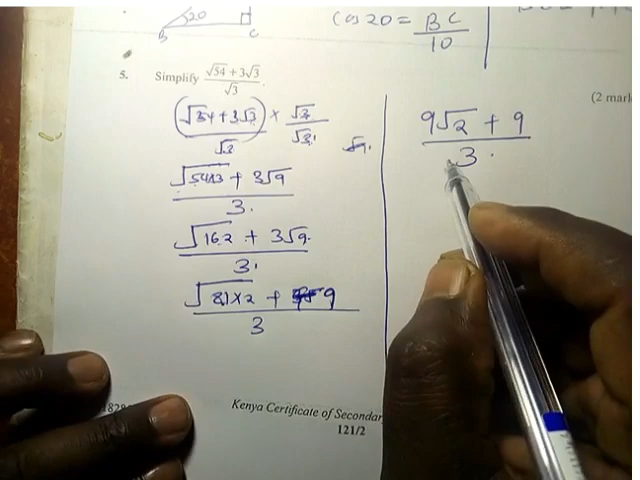 20
B C
Cos 20 = BC/10
5. Simplify (√54 + 3√3)/√3.
(2 mark
(√54 + 3√3)/√3 × √3/√3
√9.
(√54×3 + 3√9)/3.
(√162 + 3√9)/3.
(√81×2 + 9)/3
(9√2 + 9)/3.
Kenya Certificate of Secondar
121/2